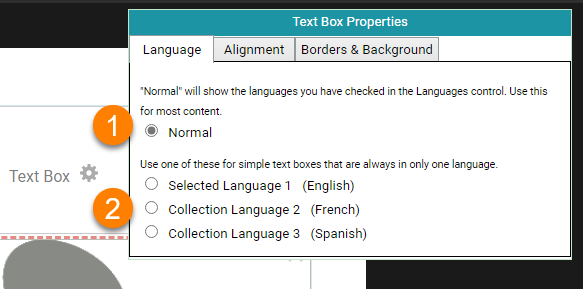 Text Box Properties
Language Alignment Borders & Background
"Normal" will show the languages you have checked in the Languages control. Use this
for most content.
1 Normal
Use one of these for simple text boxes that are always in only one language.
Text Box
Selected Language 1 (English)
2 Collection Language 2 (French)
Collection Language 3 (Spanish)